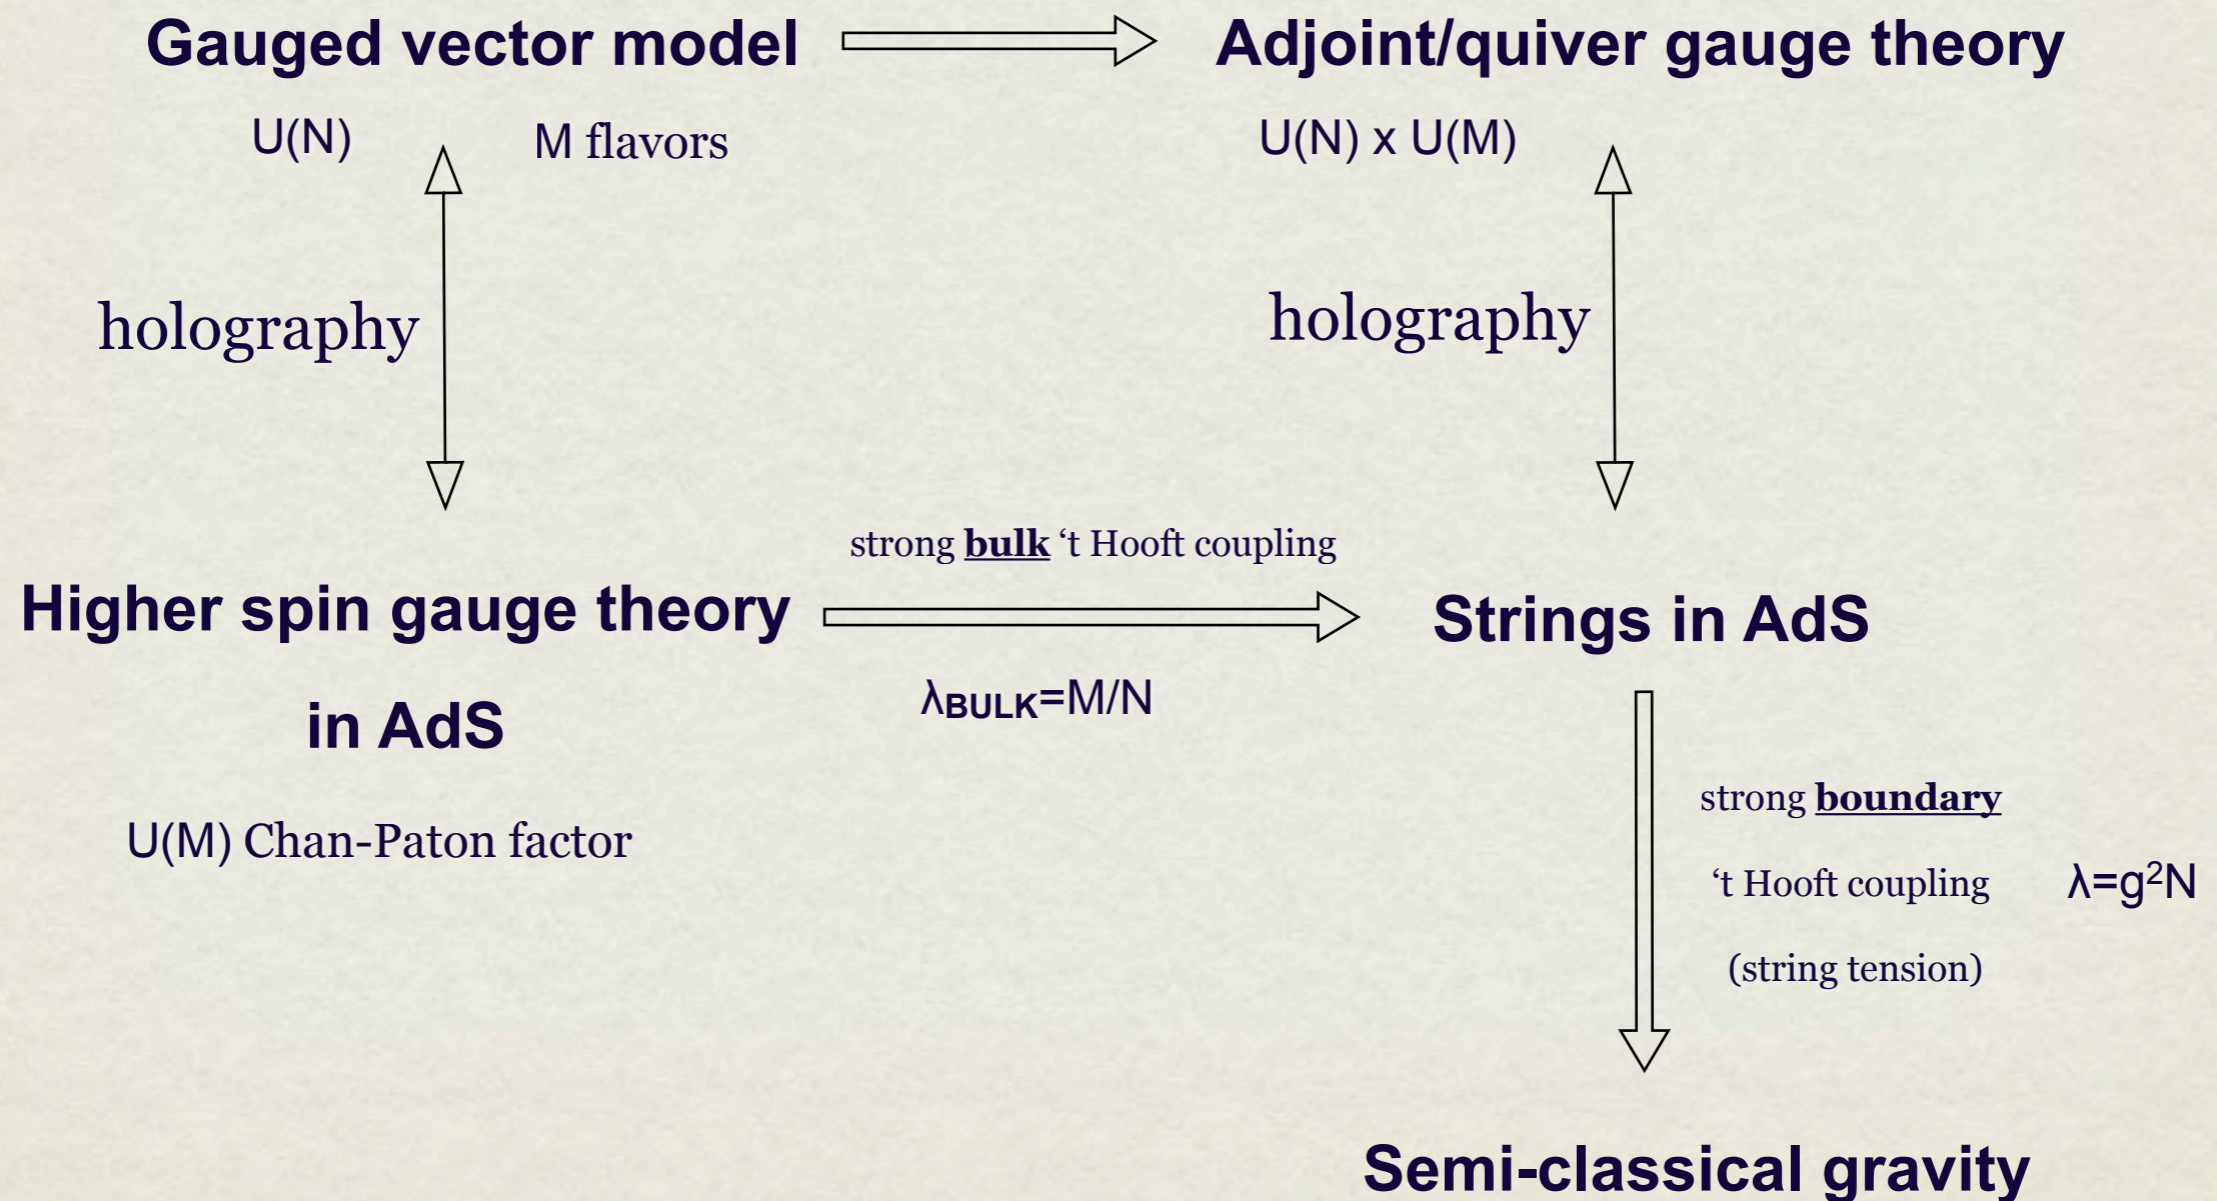 Gauged vector model
Adjoint/quiver gauge theory
U(N)
M flavors
U(N) x U(M)
holography
holography
strong bulk ‘t Hooft coupling
Higher spin gauge theory
in AdS
Strings in AdS
λBULK=M/N
U(M) Chan-Paton factor
strong boundary
‘t Hooft coupling
λ=g²N
(string tension)
Semi-classical gravity